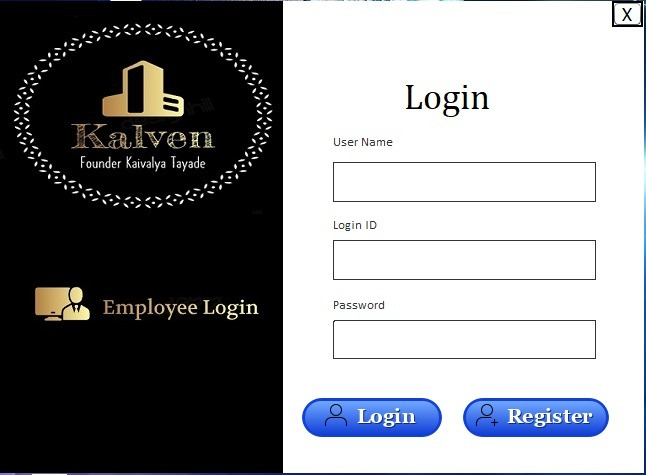 X
Kalven
Founder Kaivalya Tayade
Employee Login
Login
User Name
Login ID
Password
Login
Register